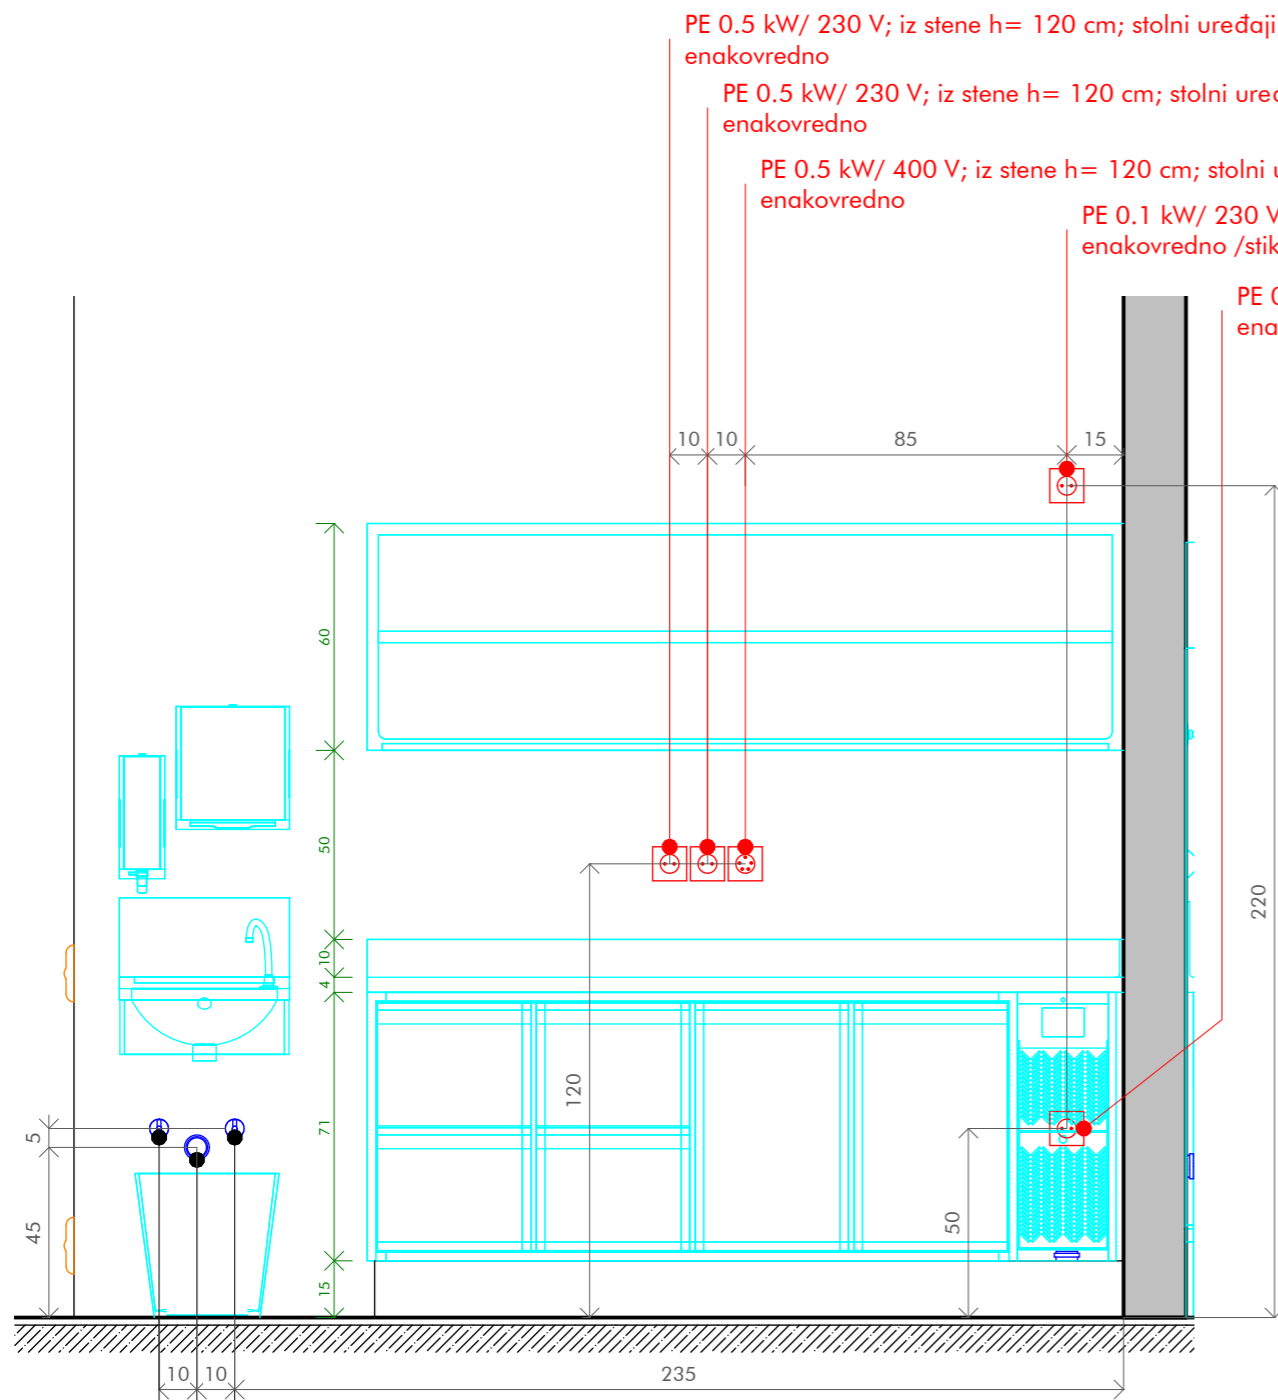 PE 0.5 kW/ 230 V; iz stene h= 120 cm; stolni uređaji
enakovredno
PE 0.5 kW/ 230 V; iz stene h= 120 cm; stolni ure
enakovredno
PE 0.5 kW/ 400 V; iz stene h= 120 cm; stolni
enakovredno
PE 0.1 kW/ 230 V
enakovredno /stik
PE 0
ena
10 10 85 15
60
50
220
10
4
120
71
5
45
50
15
10 10 235